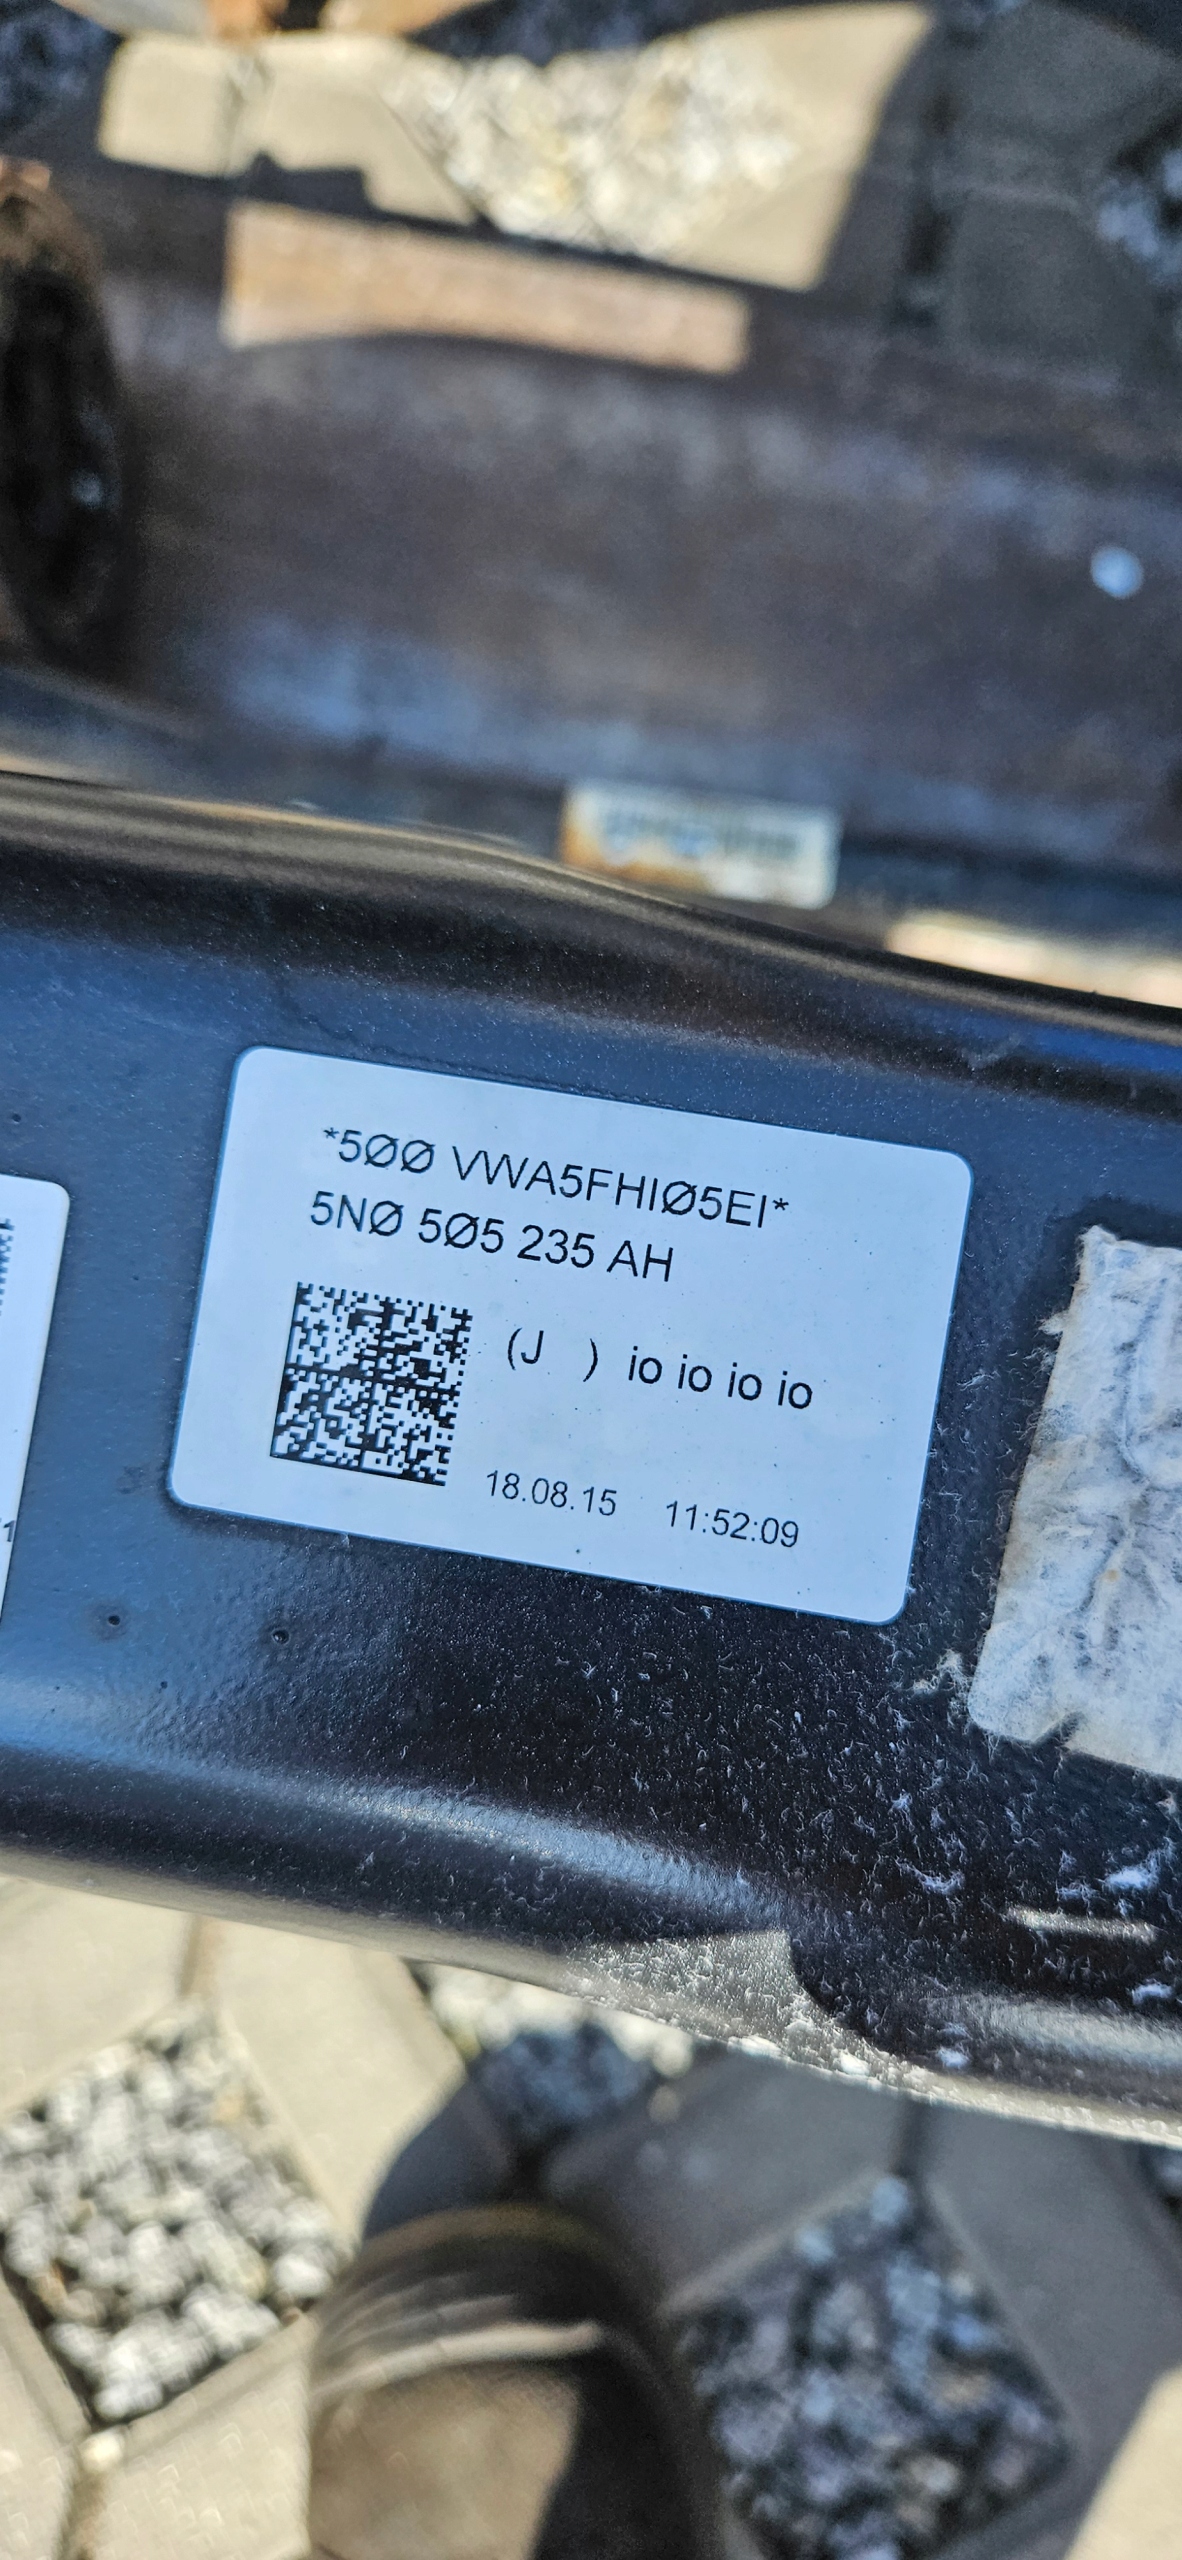 *5ØØ VWA5FHIØ5EI*
5NØ 5Ø5 235 AH
(J ) io io io io
18.08.15 11:52:09